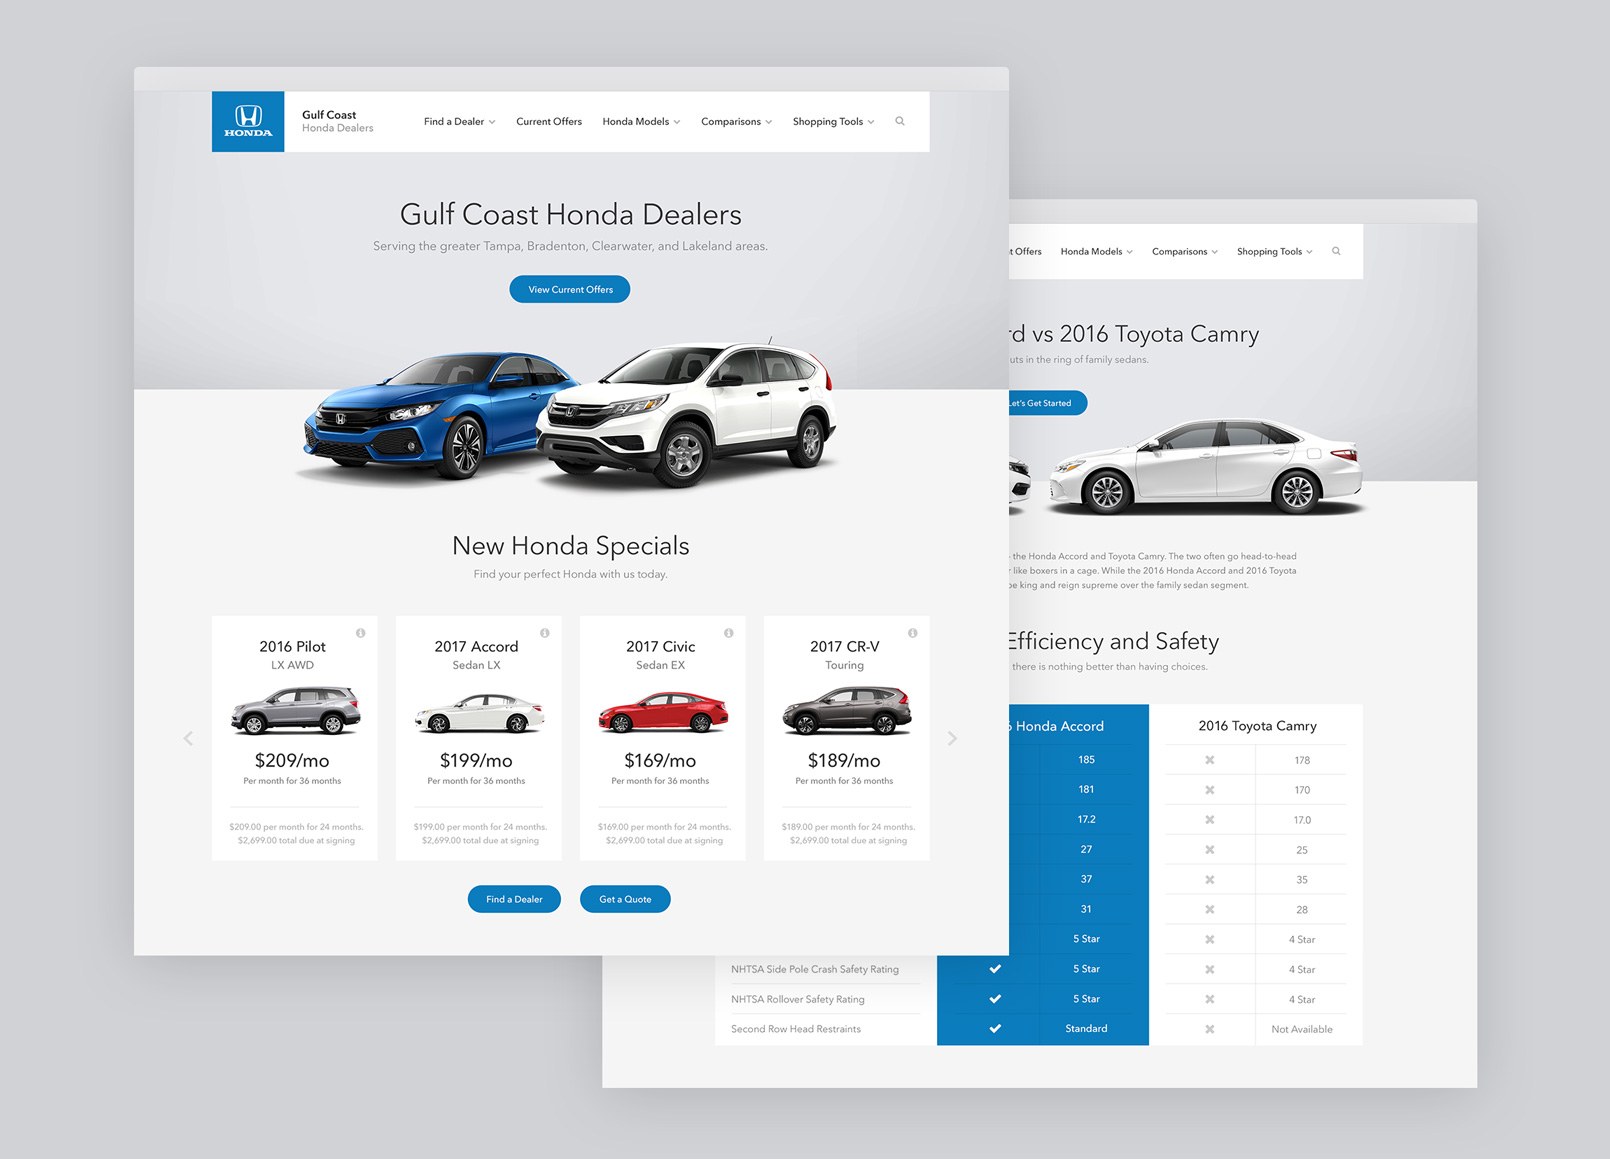 HONDA
Gulf Coast
Honda Dealers
Find a Dealer
Current Offers
Honda Models
Comparisons
Shopping Tools
Gulf Coast Honda Dealers
Serving the greater Tampa, Bradenton, Clearwater, and Lakeland areas.
View Current Offers
New Honda Specials
Find your perfect Honda with us today.
2016 Pilot
LX AWD
$209/mo
Per month for 36 months
$209.00 per month for 24 months.
$2,699.00 total due at signing
2017 Accord
Sedan LX
$199/mo
Per month for 36 months
$199.00 per month for 24 months.
$2,699.00 total due at signing
2017 Civic
Sedan EX
$169/mo
Per month for 36 months
$169.00 per month for 24 months.
$2,699.00 total due at signing
2017 CR-V
Touring
$189/mo
Per month for 36 months
$189.00 per month for 24 months.
$2,699.00 total due at signing
Find a Dealer
Get a Quote
Offers
Honda Models
Comparisons
Shopping Tools
vs 2016 Toyota Camry
in the ring of family sedans.
Let's Get Started
the Honda Accord and Toyota Camry. The two often go head-to-head
like boxers in a cage. While the 2016 Honda Accord and 2016 Toyota
king and reign supreme over the family sedan segment.
Efficiency and Safety
there is nothing better than having choices.
Honda Accord
2016 Toyota Camry
185
178
181
170
17.2
17.0
27
25
37
35
31
28
5 Star
4 Star
NHTSA Side Pole Crash Safety Rating
5 Star
4 Star
NHTSA Rollover Safety Rating
5 Star
4 Star
Second Row Head Restraints
Standard
Not Available